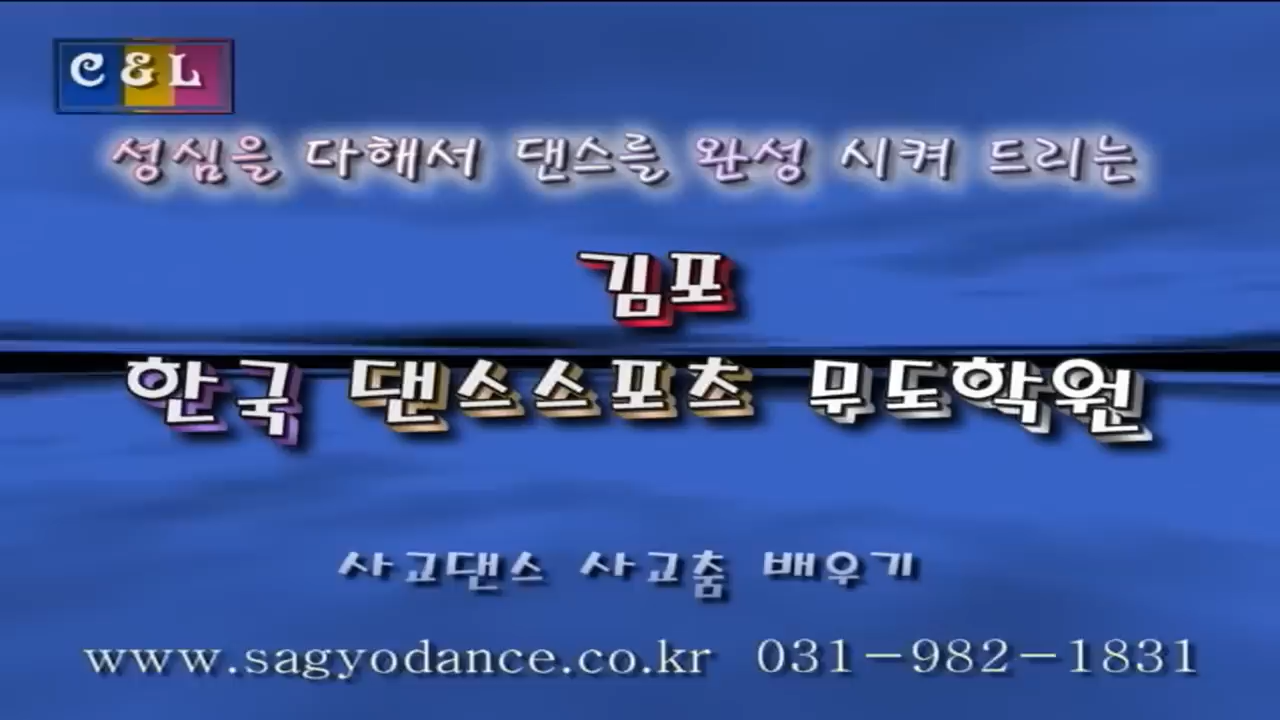 C & L
성심을 다해서 댄스를 완성 시켜 드리는
김포
한국 댄스스포츠 무도학원
사교댄스 사교춤 배우기
www.sagyodance.co.kr 031-982-1831